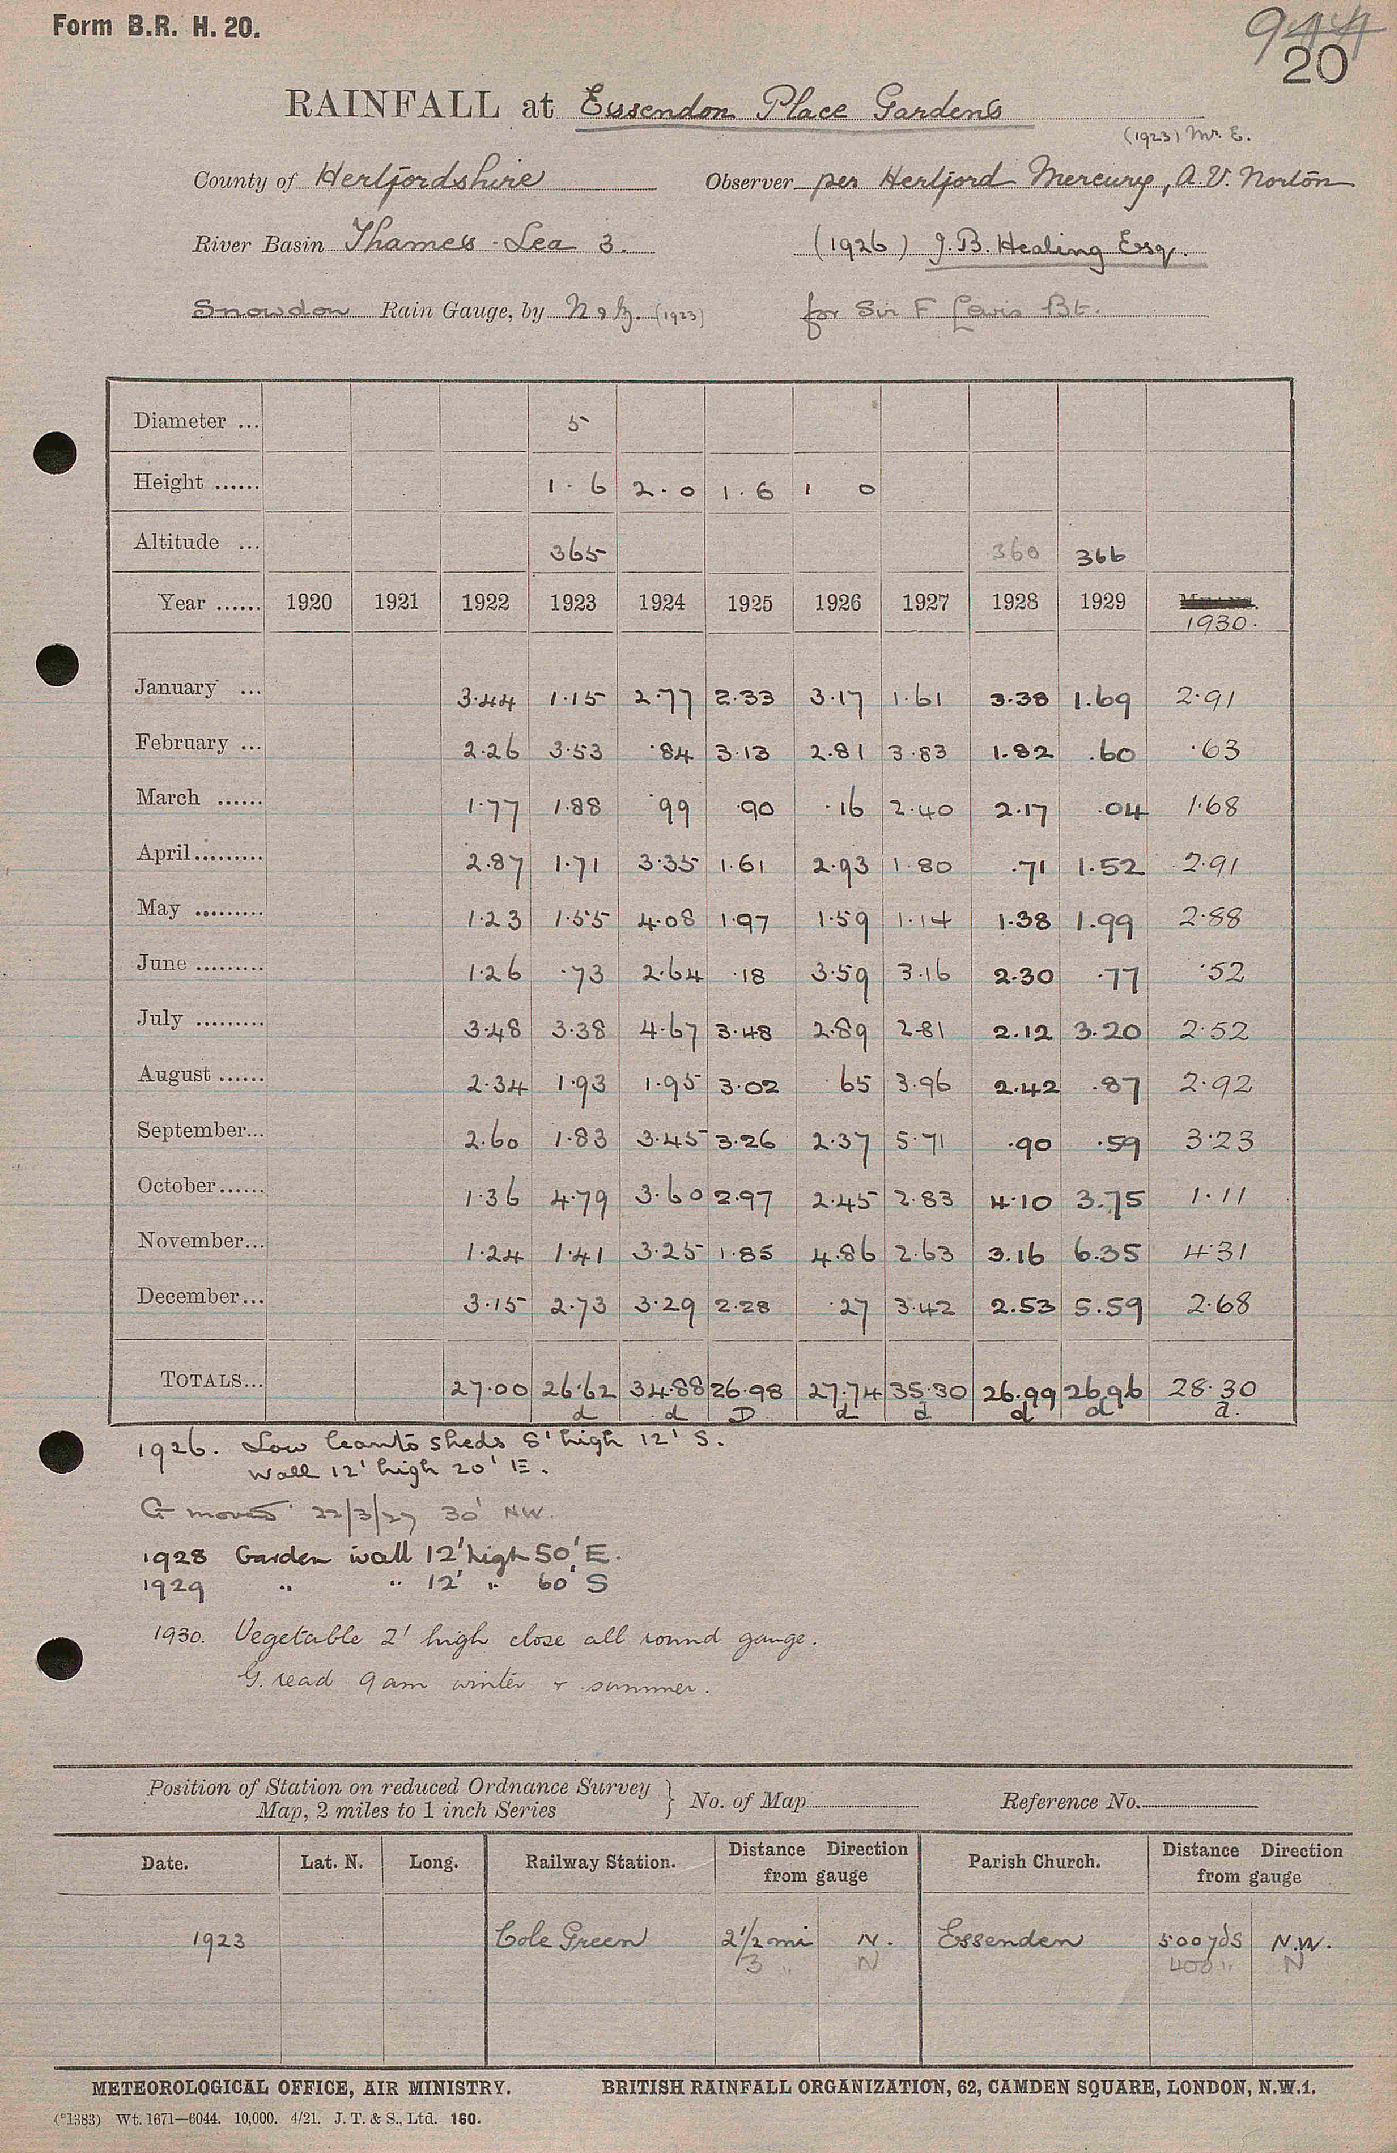 Form B.R. H. 20.
944
20
RAINFALL at Essendon Place Gardens
(1923) Mr. E.
County of Hertfordshire Observer per Hertford Mercury, A.V. Norton
River Basin Thames - Lea 3. (1926) J.B. Healing Esq.
Snowdon Rain Gauge, by N & Z. (1923) for Sir F Lewis Bt.
Diameter ... 5
Height ...... 1.6 2.0 1.6 1 0
Altitude ... 365 360 366
Year ...... 1920 1921 1922 1923 1924 1925 1926 1927 1928 1929 1930.
January ... 3.44 1.15 2.77 2.33 3.17 1.61 3.38 1.69 2.91
February ... 2.26 3.53 .84 3.13 2.81 3.83 1.82 .60 .63
March ...... 1.77 1.88 .99 .90 .16 2.40 2.17 .04 1.68
April......... 2.87 1.71 3.35 1.61 2.93 1.80 .71 1.52 2.91
May ......... 1.23 1.55 4.08 1.97 1.59 1.14 1.38 1.99 2.88
June ......... 1.26 .73 2.64 .18 3.59 3.16 2.30 .77 .52
July ......... 3.48 3.38 4.67 3.48 2.89 2.81 2.12 3.20 2.52
August ...... 2.34 1.93 1.95 3.02 65 3.96 2.42 .87 2.92
September... 2.60 1.83 3.45 3.26 2.37 5.71 .90 .59 3.23
October...... 1.36 4.79 3.60 2.97 2.45 2.83 4.10 3.75 1.11
November... 1.24 1.41 3.25 1.85 4.86 2.63 3.16 6.35 4.31
December... 3.15 2.73 3.29 2.28 .27 3.42 2.53 5.59 2.68
TOTALS... 27.00 26.62 34.88 26.98 27.74 35.30 26.99 26.96 28.30
d d D d d d d d.
1926. Low leanto sheds 8' high 12' S.
Wall 12' high 20' E.
G moved 22/3/27 30' NW.
1928 Garden wall 12' high 50' E.
1929 " " 12' " 60' S
1930. Vegetable 2' high close all round gauge.
G. read 9am winter & summer.
Position of Station on reduced Ordnance Survey
Map, 2 miles to 1 inch Series } No. of Map Reference No.
Date. Lat. N. Long. Railway Station. Distance Direction from gauge Parish Church. Distance Direction from gauge
1923 Cole Green 2 1/2 mi N. Essenden 500 yds N.W.
3 " N 400 " N
METEOROLOGICAL OFFICE, AIR MINISTRY. BRITISH RAINFALL ORGANIZATION, 62, CAMDEN SQUARE, LONDON, N.W.1.
(*1383) Wt. 1671—6044. 10,000. 4/21. J. T. & S., Ltd. 160.